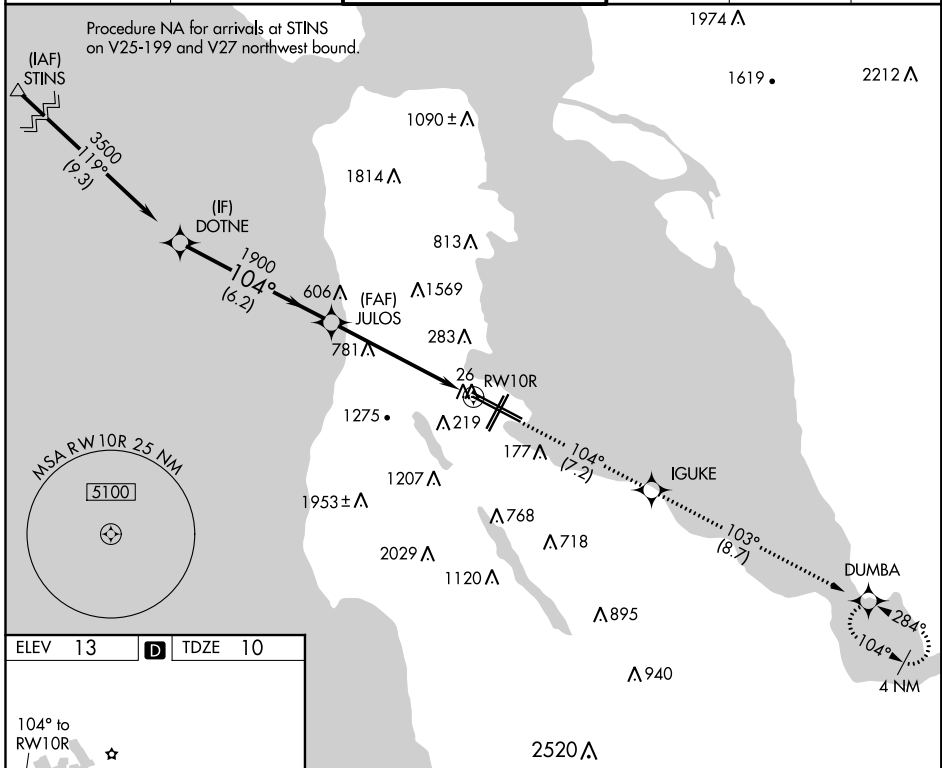 Procedure NA for arrivals at STINS
on V25-199 and V27 northwest bound.
1974
1619
2212
(IAF)
STINS
3500
119°
(9.3)
1090 ±
1814
(IF)
DOTNE
813
1900
104°
(6.2)
606
1569
(FAF)
JULOS
283
781
26
RW10R
1275
219
177
104°
(7.2)
IGUKE
MSA RW10R 25 NM
5100
1207
1953 ±
768
718
103°
(8.7)
2029
1120
DUMBA
895
284°
104°
4 NM
ELEV 13 D TDZE 10
940
104° to
RW10R
2520